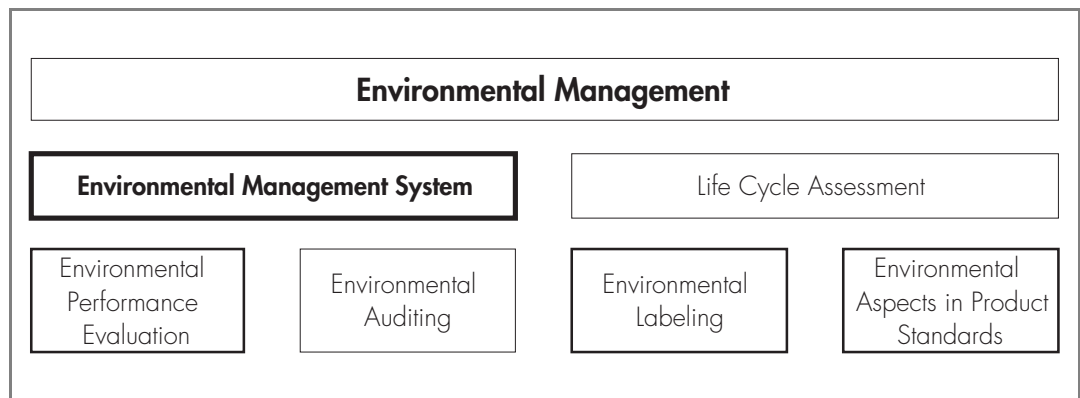 Environmental Management
Environmental Management System
Life Cycle Assessment
Environmental
Performance
Evaluation
Environmental
Auditing
Environmental
Labeling
Environmental
Aspects in Product
Standards